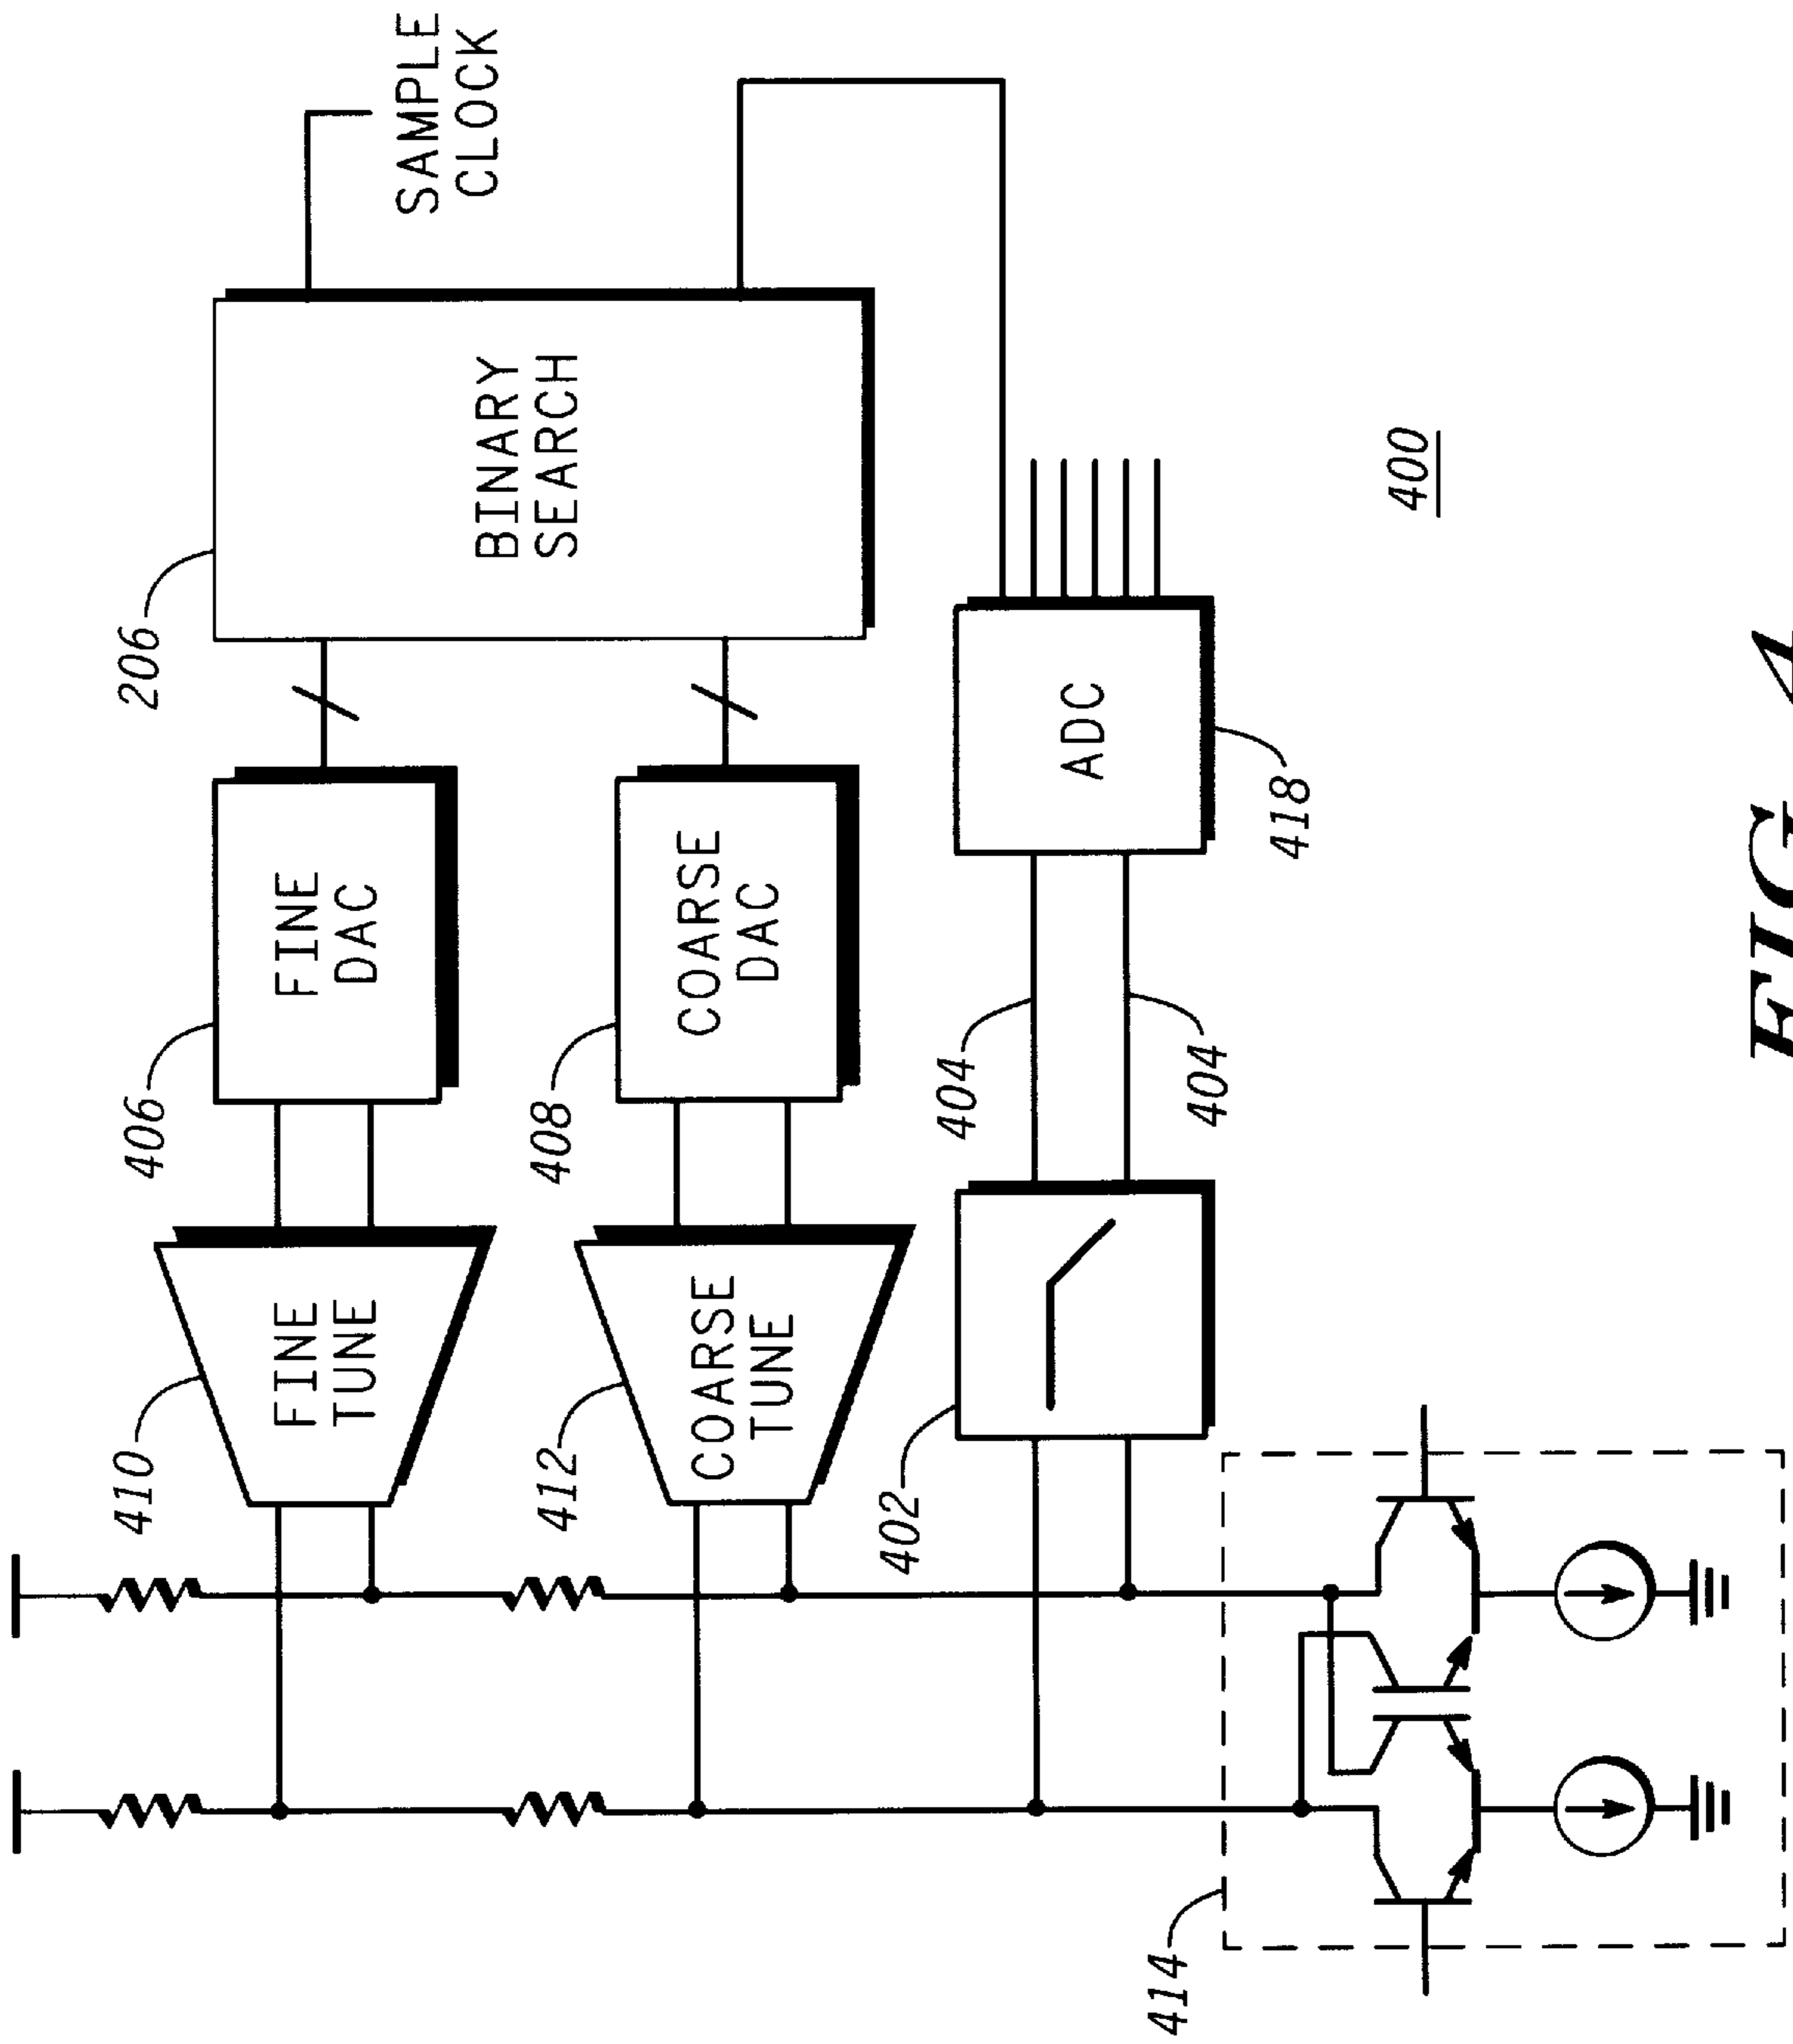 SAMPLE
CLOCK
206
BINARY
SEARCH
406
FINE
DAC
408
COARSE
DAC
410
FINE
TUNE
412
COARSE
TUNE
404
404
402
ADC
418
414
400
FIG. 4